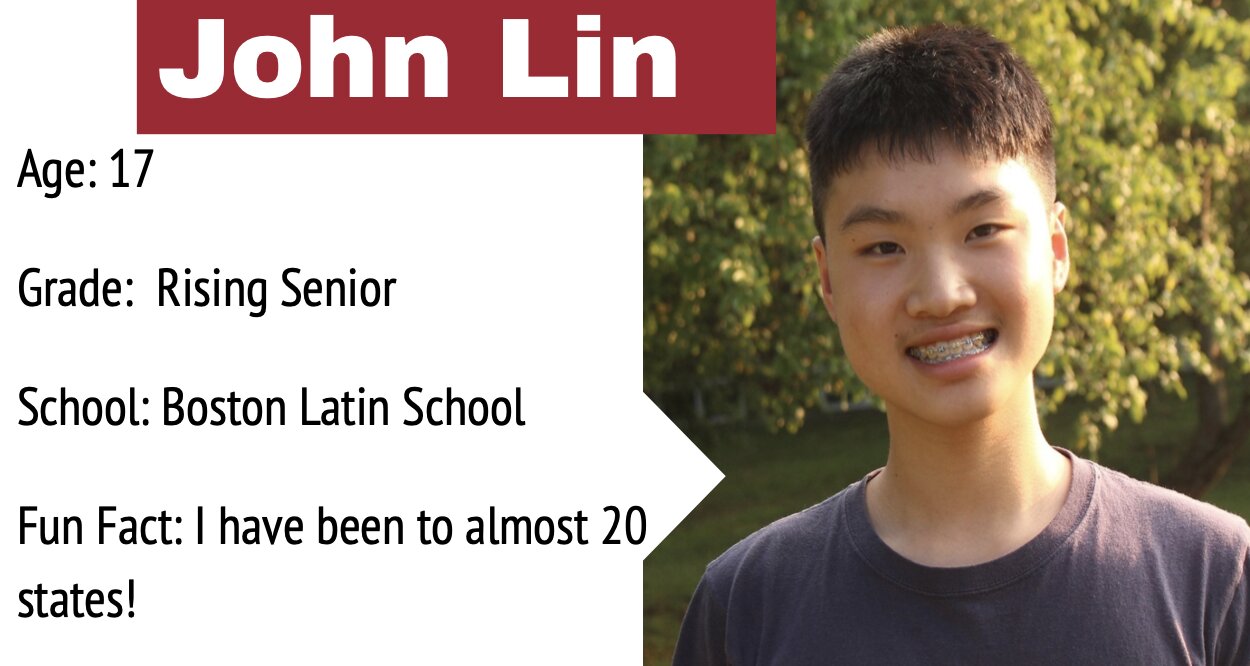 John Lin
Age: 17
Grade: Rising Senior
School: Boston Latin School
Fun Fact: I have been to almost 20
states!